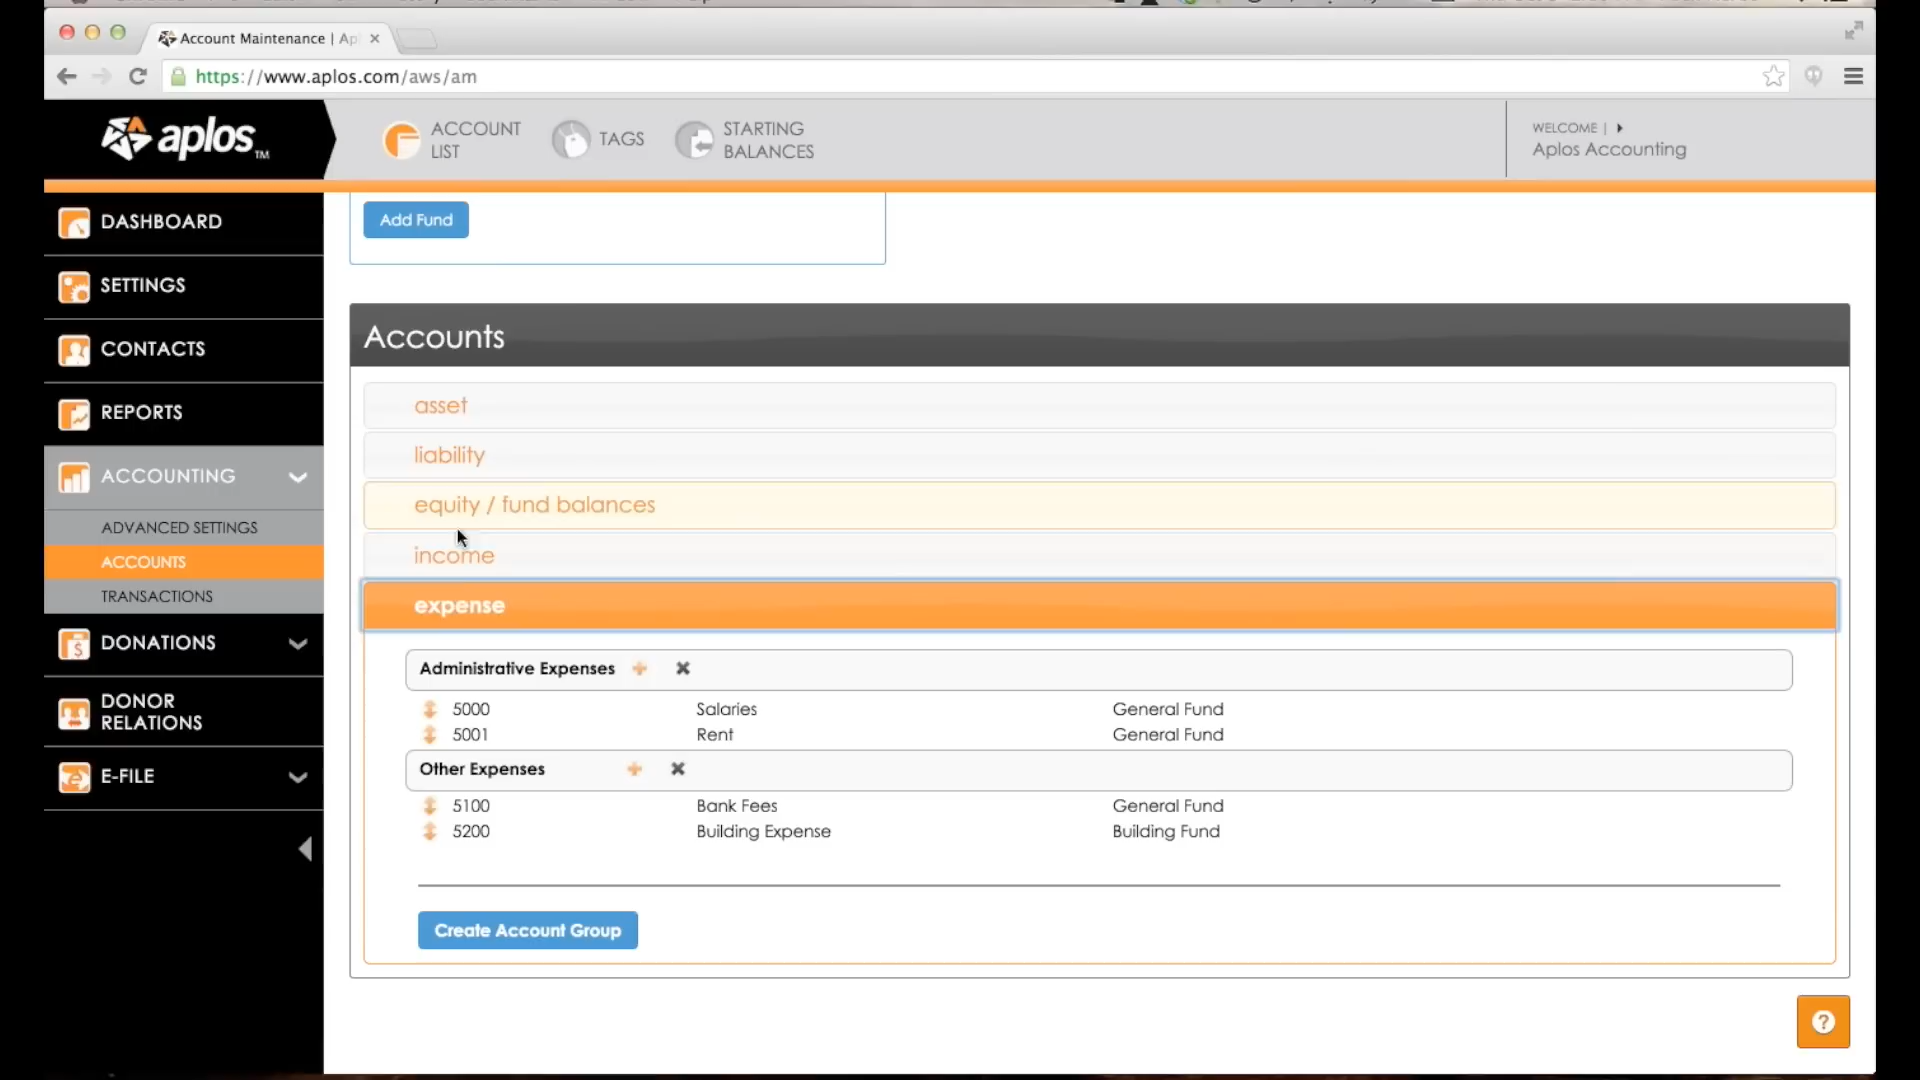 Account Maintenance | Ap
https://www.aplos.com/aws/am
aplos™
ACCOUNT
LIST
TAGS
STARTING
BALANCES
WELCOME |
Aplos Accounting
DASHBOARD
SETTINGS
CONTACTS
REPORTS
ACCOUNTING
ADVANCED SETTINGS
ACCOUNTS
TRANSACTIONS
DONATIONS
DONOR
RELATIONS
E-FILE
Add Fund
Accounts
asset
liability
equity / fund balances
income
expense
Administrative Expenses
5000 Salaries General Fund
5001 Rent General Fund
Other Expenses
5100 Bank Fees General Fund
5200 Building Expense Building Fund
Create Account Group
?